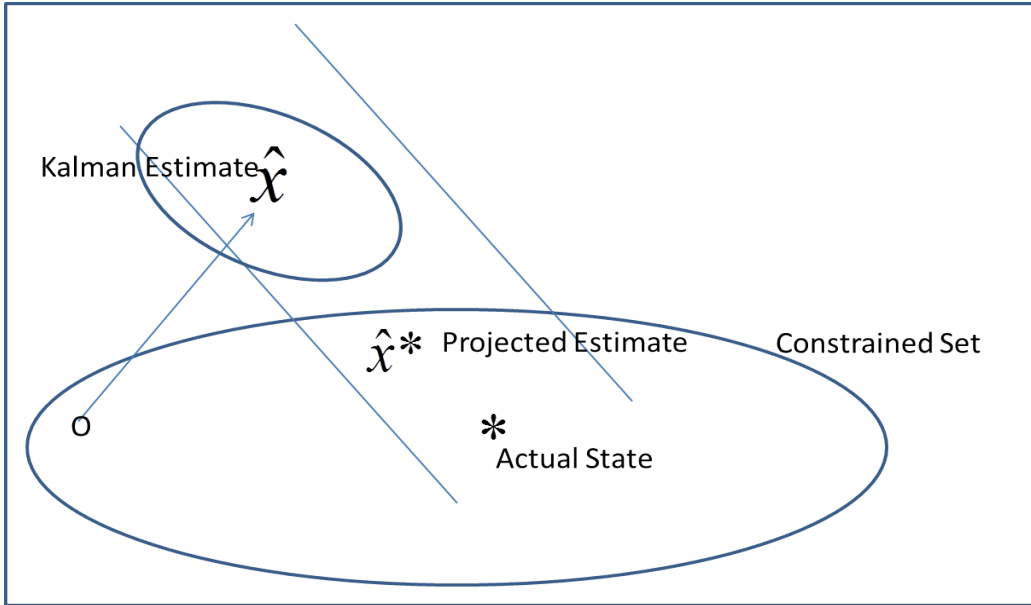 Kalman Estimate x̂
x̂* Projected Estimate
Constrained Set
O
*
Actual State